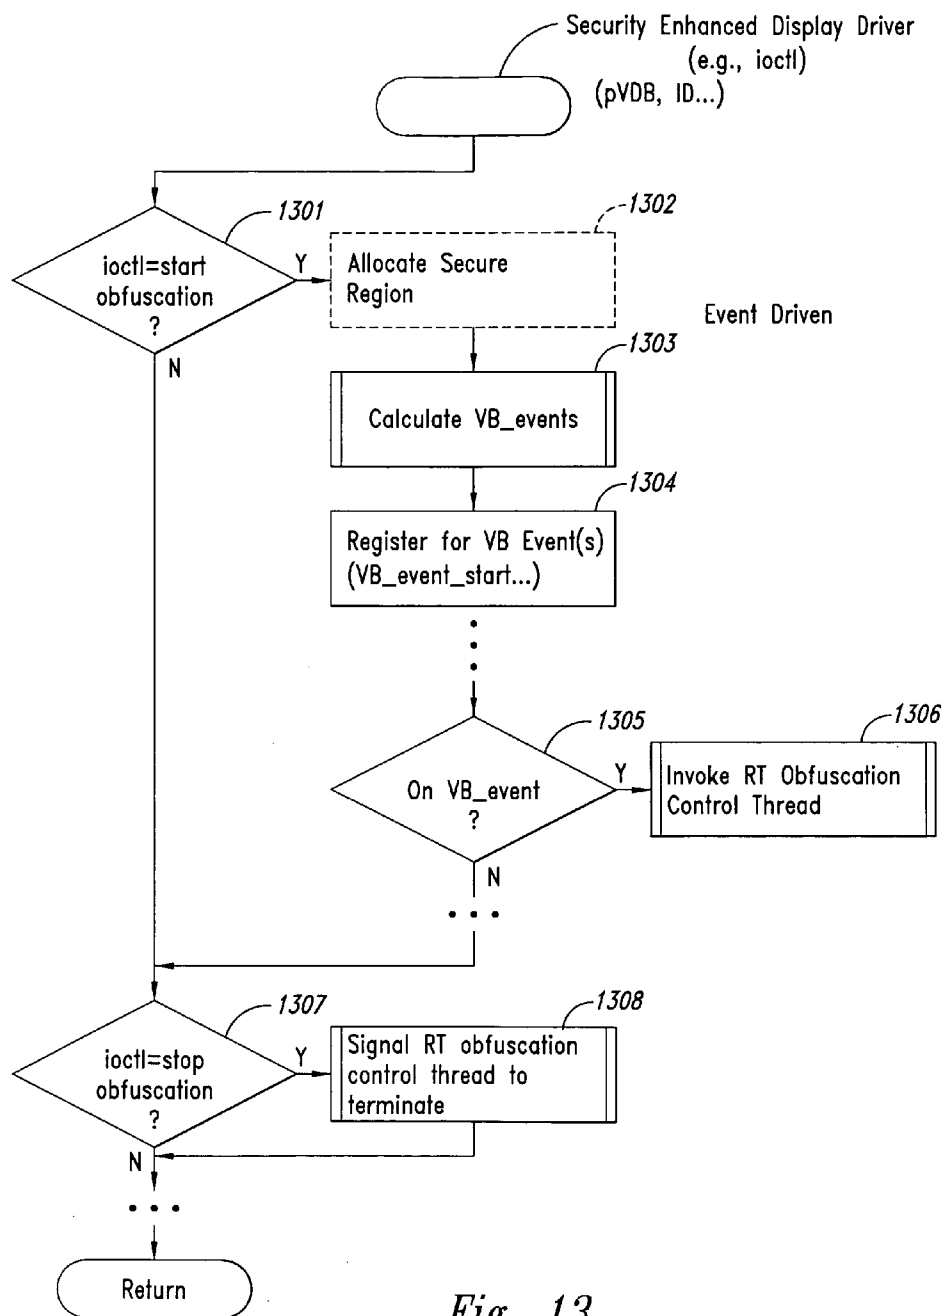 Security Enhanced Display Driver
(e.g., ioctl)
(pVDB, ID...)
1301
ioctl=start
obfuscation
?
Y
N
1302
Allocate Secure
Region
Event Driven
1303
Calculate VB_events
1304
Register for VB Event(s)
(VB_event_start...)
1305
On VB_event
?
Y
N
1306
Invoke RT Obfuscation
Control Thread
1307
ioctl=stop
obfuscation
?
Y
N
1308
Signal RT obfuscation
control thread to
terminate
Return
Fig. 13